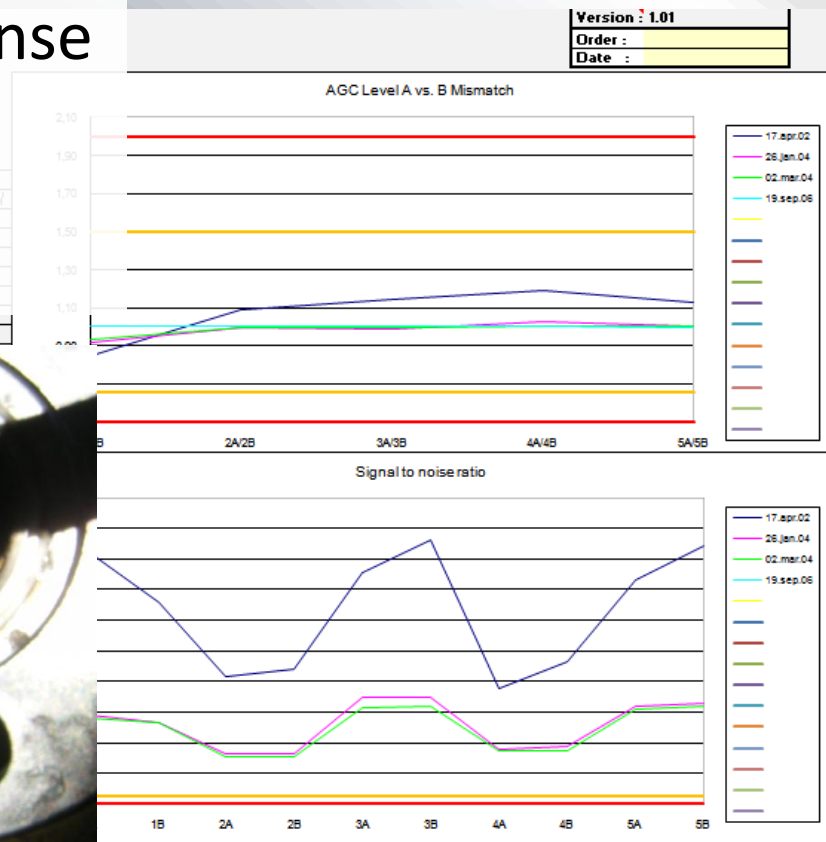 nse
Version : 1.01
Order :
Date :
AGC Level A vs. B Mismatch
2,10
1,90
1,70
1,50
1,30
1,10
0,90
17.apr.02
26.jan.04
02.mar.04
19.sep.06
B
2A/2B
3A/3B
4A/4B
5A/5B
Signal to noise ratio
17.apr.02
26.jan.04
02.mar.04
19.sep.06
1B
2A
2B
3A
3B
4A
4B
5A
5B